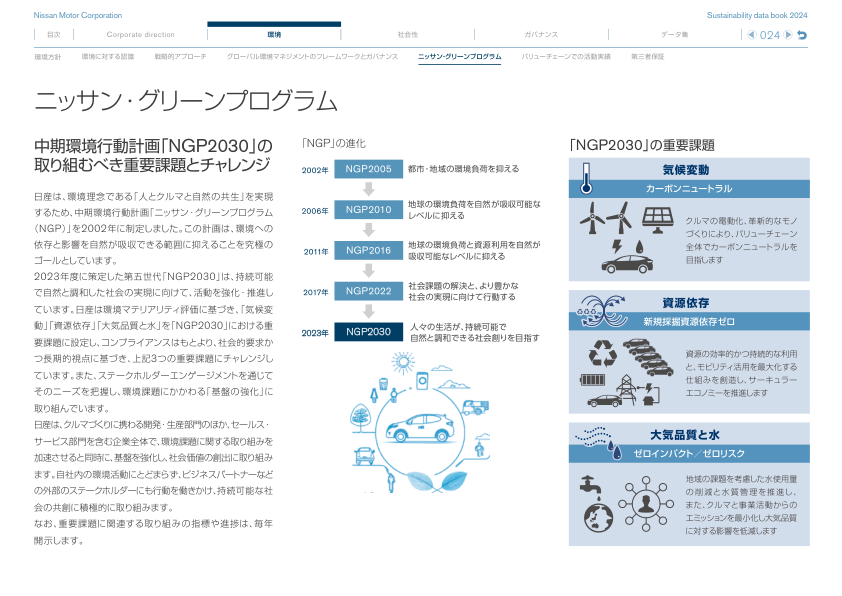 Nissan Motor Corporation
Sustainability data book 2024
目次
Corporate direction
環境
社会性
ガバナンス
データ集
024
環境方針
環境に対する認識
戦略的アプローチ
グローバル環境マネジメントのフレームワークとガバナンス
ニッサン・グリーンプログラム
バリューチェーンでの活動実績
第三者保証
ニッサン・グリーンプログラム
中期環境行動計画「NGP2030」の
取り組むべき重要課題とチャレンジ
日産は、環境理念である「人とクルマと自然の共生」を実現
するため、中期環境行動計画「ニッサン・グリーンプログラム
（NGP）」を2002年に制定しました。この計画は、環境への
依存と影響を自然が吸収できる範囲に抑えることを究極の
ゴールとしています。
2023年度に策定した第五世代「NGP2030」は、持続可能
で自然と調和した社会の実現に向けて、活動を強化・推進し
ています。日産は環境マテリアリティ評価に基づき、「気候変
動」「資源依存」「大気品質と水」を「NGP2030」における重
要課題に設定し、コンプライアンスはもとより、社会的要求か
つ長期的視点に基づき、上記3つの重要課題にチャレンジし
ています。また、ステークホルダーエンゲージメントを通じて
そのニーズを把握し、環境課題にかかわる「基盤の強化」に
取り組んでいます。
日産は、クルマづくりに携わる開発・生産部門のほか、セールス・
サービス部門を含む企業全体で、環境課題に関する取り組みを
加速させると同時に、基盤を強化し、社会価値の創出に取り組み
ます。自社内の環境活動にとどまらず、ビジネスパートナーなど
の外部のステークホルダーにも行動を働きかけ、持続可能な社
会の共創に積極的に取り組みます。
なお、重要課題に関連する取り組みの指標や進捗は、毎年
開示します。
「NGP」の進化
2002年
NGP2005
都市・地域の環境負荷を抑える
2006年
NGP2010
地球の環境負荷を自然が吸収可能な
レベルに抑える
2011年
NGP2016
地球の環境負荷と資源利用を自然が
吸収可能なレベルに抑える
2017年
NGP2022
社会課題の解決と、より豊かな
社会の実現に向けて行動する
2023年
NGP2030
人々の生活が、持続可能で
自然と調和できる社会創りを目指す
「NGP2030」の重要課題
気候変動
カーボンニュートラル
クルマの電動化、革新的なモノ
づくりにより、バリューチェーン
全体でカーボンニュートラルを
目指します
資源依存
新規採掘資源依存ゼロ
資源の効率的かつ持続的な利用
と、モビリティ活用を最大化する
仕組みを創造し、サーキュラー
エコノミーを推進します
大気品質と水
ゼロインパクト／ゼロリスク
地域の課題を考慮した水使用量
の削減と水質管理を推進し、
また、クルマと事業活動からの
エミッションを最小化し大気品質
に対する影響を低減します